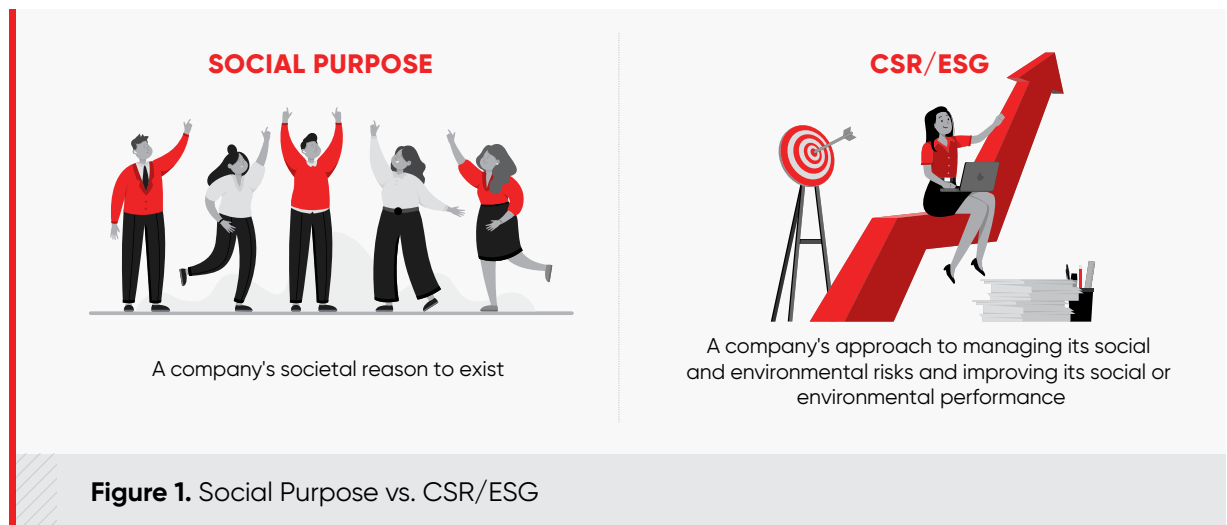 SOCIAL PURPOSE
A company's societal reason to exist
CSR/ESG
A company's approach to managing its social
and environmental risks and improving its social or
environmental performance
Figure 1. Social Purpose vs. CSR/ESG